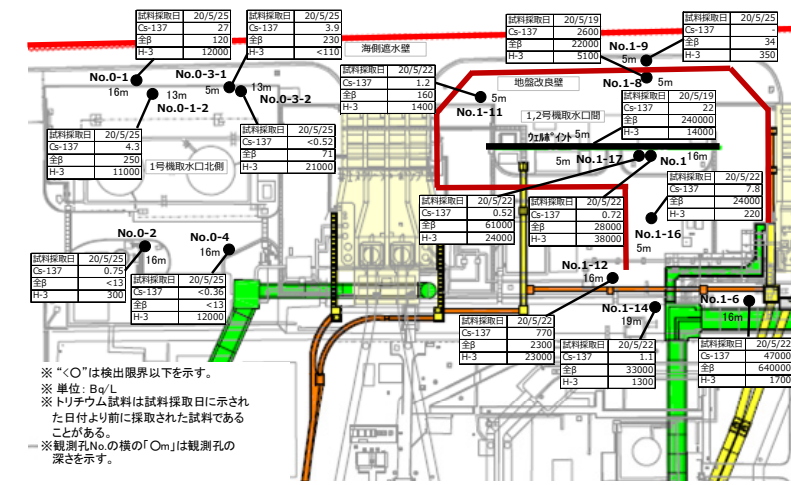 試料採取日 20/5/25
Cs-137 27
全β 120
H-3 12000
試料採取日 20/5/25
Cs-137 3.9
全β 230
H-3 <110
海側遮水壁
試料採取日 20/5/19
Cs-137 2600
全β 22000
H-3 5100
試料採取日 20/5/25
Cs-137 -
全β 34
H-3 350
No.0-1
16m
13m
No.0-1-2
No.0-3-1
5m
13m
No.0-3-2
試料採取日 20/5/22
Cs-137 1.2
全β 160
H-3 1400
5m
No.1-11
地盤改良壁
No.1-9
5m
No.1-8
5m
試料採取日 20/5/19
Cs-137 22
全β 240000
H-3 14000
1,2号機取水口間
ウェルポイント 5m
試料採取日 20/5/25
Cs-137 4.3
全β 250
H-3 11000
1号機取水口北側
試料採取日 20/5/25
Cs-137 <0.52
全β 71
H-3 21000
5m
No.1-17
No.1
16m
試料採取日 20/5/22
Cs-137 7.8
全β 24000
H-3 220
試料採取日 20/5/22
Cs-137 0.52
全β 61000
H-3 24000
試料採取日 20/5/22
Cs-137 0.72
全β 28000
H-3 38000
No.1-16
5m
No.0-2
16m
No.0-4
16m
試料採取日 20/5/25
Cs-137 0.75
全β <13
H-3 300
試料採取日 20/5/25
Cs-137 <0.36
全β <13
H-3 12000
No.1-12
16m
No.1-14
19m
No.1-6
16m
試料採取日 20/5/22
Cs-137 770
全β 2300
H-3 23000
試料採取日 20/5/22
Cs-137 1.1
全β 33000
H-3 1300
試料採取日 20/5/22
Cs-137 47000
全β 640000
H-3 1700
※ “<○”は検出限界以下を示す。
※ 単位：Bq/L
※ トリチウム試料は試料採取日に示され
た日付より前に採取された試料である
ことがある。
※観測孔No.の横の「○m」は観測孔の
深さを示す。